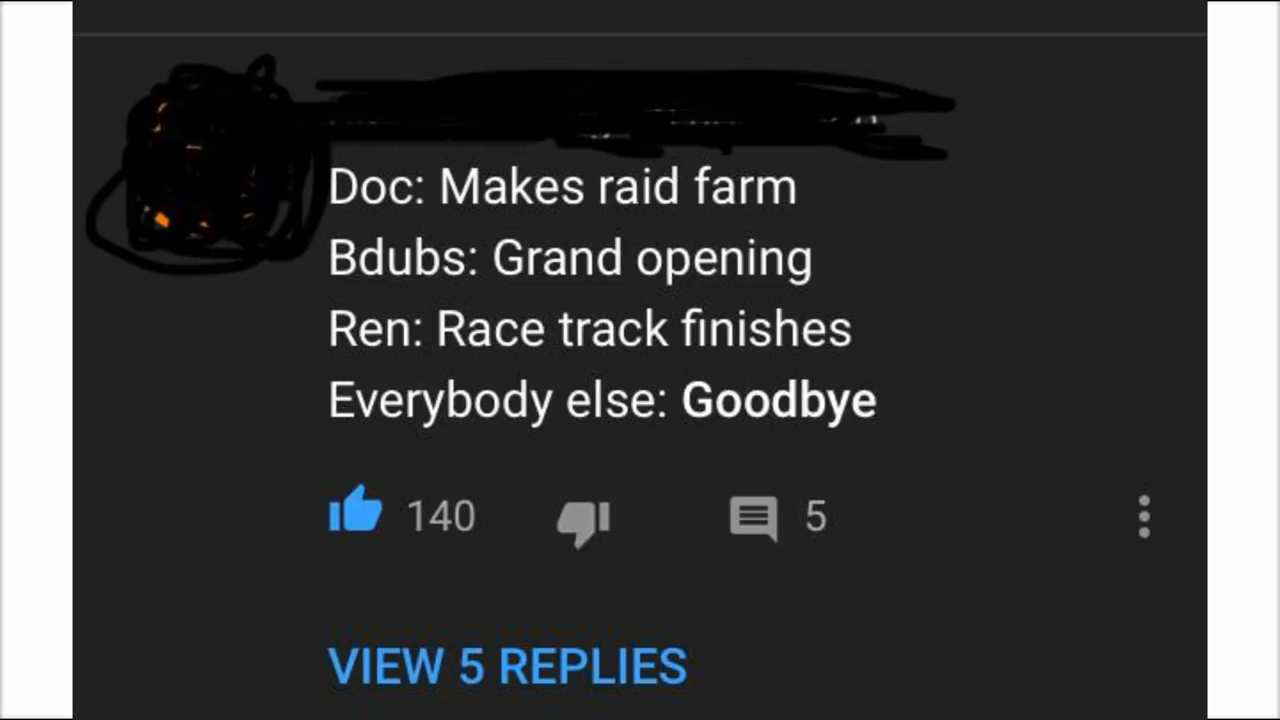 Doc: Makes raid farm
Bdubs: Grand opening
Ren: Race track finishes
Everybody else: Goodbye
140 5
VIEW 5 REPLIES